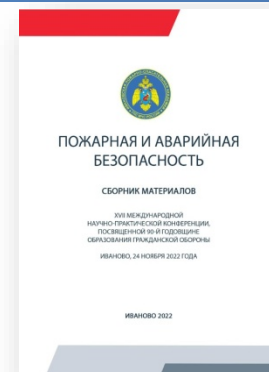 ПОЖАРНАЯ И АВАРИЙНАЯ
БЕЗОПАСНОСТЬ
СБОРНИК МАТЕРИАЛОВ
XVII МЕЖДУНАРОДНОЙ
НАУЧНО-ПРАКТИЧЕСКОЙ КОНФЕРЕНЦИИ,
ПОСВЯЩЕННОЙ 90-Й ГОДОВЩИНЕ
ОБРАЗОВАНИЯ ГРАЖДАНСКОЙ ОБОРОНЫ
ИВАНОВО, 24 НОЯБРЯ 2022 ГОДА
ИВАНОВО 2022